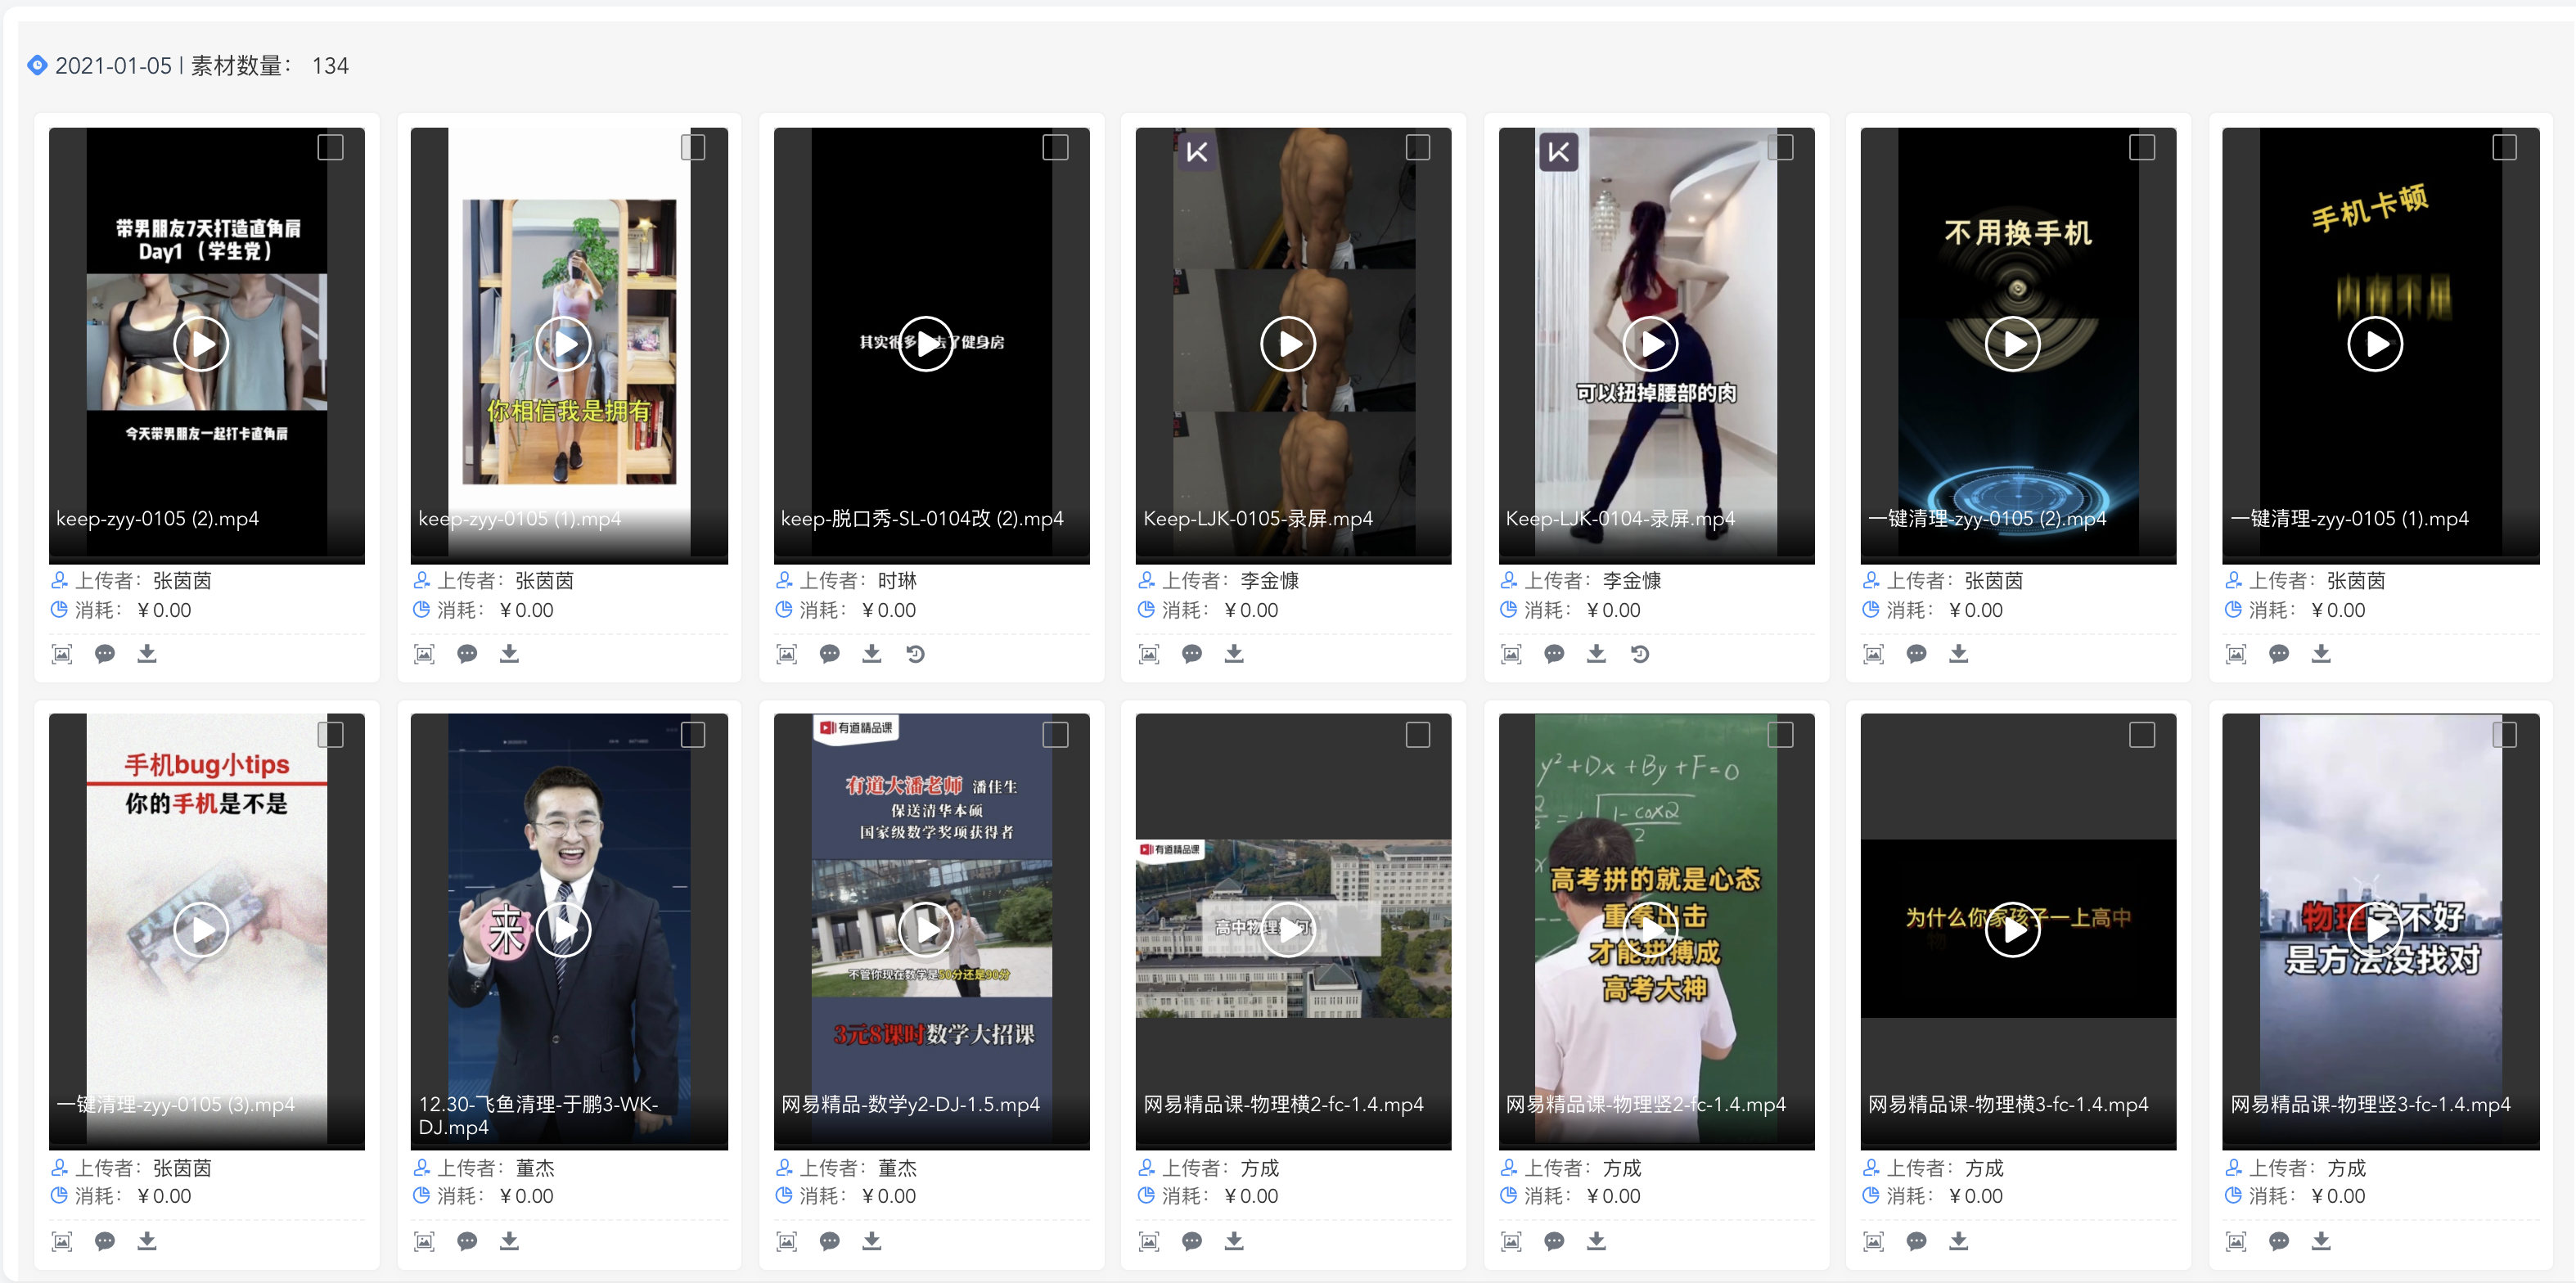 2021-01-05 | 素材数量： 134
带男朋友7天打造直角肩
Day1 （学生党）
今天带男朋友一起打卡直角肩
keep-zyy-0105 (2).mp4
上传者： 张茵茵
消耗： ¥ 0.00
你相信我是拥有
keep-zyy-0105 (1).mp4
上传者： 张茵茵
消耗： ¥ 0.00
其实很多 去了健身房
keep-脱口秀-SL-0104改 (2).mp4
上传者： 时琳
消耗： ¥ 0.00
Keep-LJK-0105-录屏.mp4
上传者： 李金慷
消耗： ¥ 0.00
可以扭掉腰部的肉
Keep-LJK-0104-录屏.mp4
上传者： 李金慷
消耗： ¥ 0.00
不用换手机
一键清理-zyy-0105 (2).mp4
上传者： 张茵茵
消耗： ¥ 0.00
手机卡顿
一键清理-zyy-0105 (1).mp4
上传者： 张茵茵
消耗： ¥ 0.00
手机bug小tips
你的手机是不是
一键清理-zyy-0105 (3).mp4
上传者： 张茵茵
消耗： ¥ 0.00
来
12.30-飞鱼清理-于鹏3-WK-
DJ.mp4
上传者： 董杰
消耗： ¥ 0.00
有道精品课
有道大潘老师 潘佳生
保送清华本硕
国家级数学奖项获得者
不管你现在数学是50分还是90分
3元8课时数学大招课
网易精品-数学y2-DJ-1.5.mp4
上传者： 董杰
消耗： ¥ 0.00
有道精品课
高中物理 何
网易精品课-物理横2-fc-1.4.mp4
上传者： 方成
消耗： ¥ 0.00
y²+Dx+By+F=0
1-cosx2
2
高考拼的就是心态
重拳出击
才能拼搏成
高考大神
网易精品课-物理竖2-fc-1.4.mp4
上传者： 方成
消耗： ¥ 0.00
为什么你家孩子一上高中
物
网易精品课-物理横3-fc-1.4.mp4
上传者： 方成
消耗： ¥ 0.00
物理学不好
是方法没找对
网易精品课-物理竖3-fc-1.4.mp4
上传者： 方成
消耗： ¥ 0.00